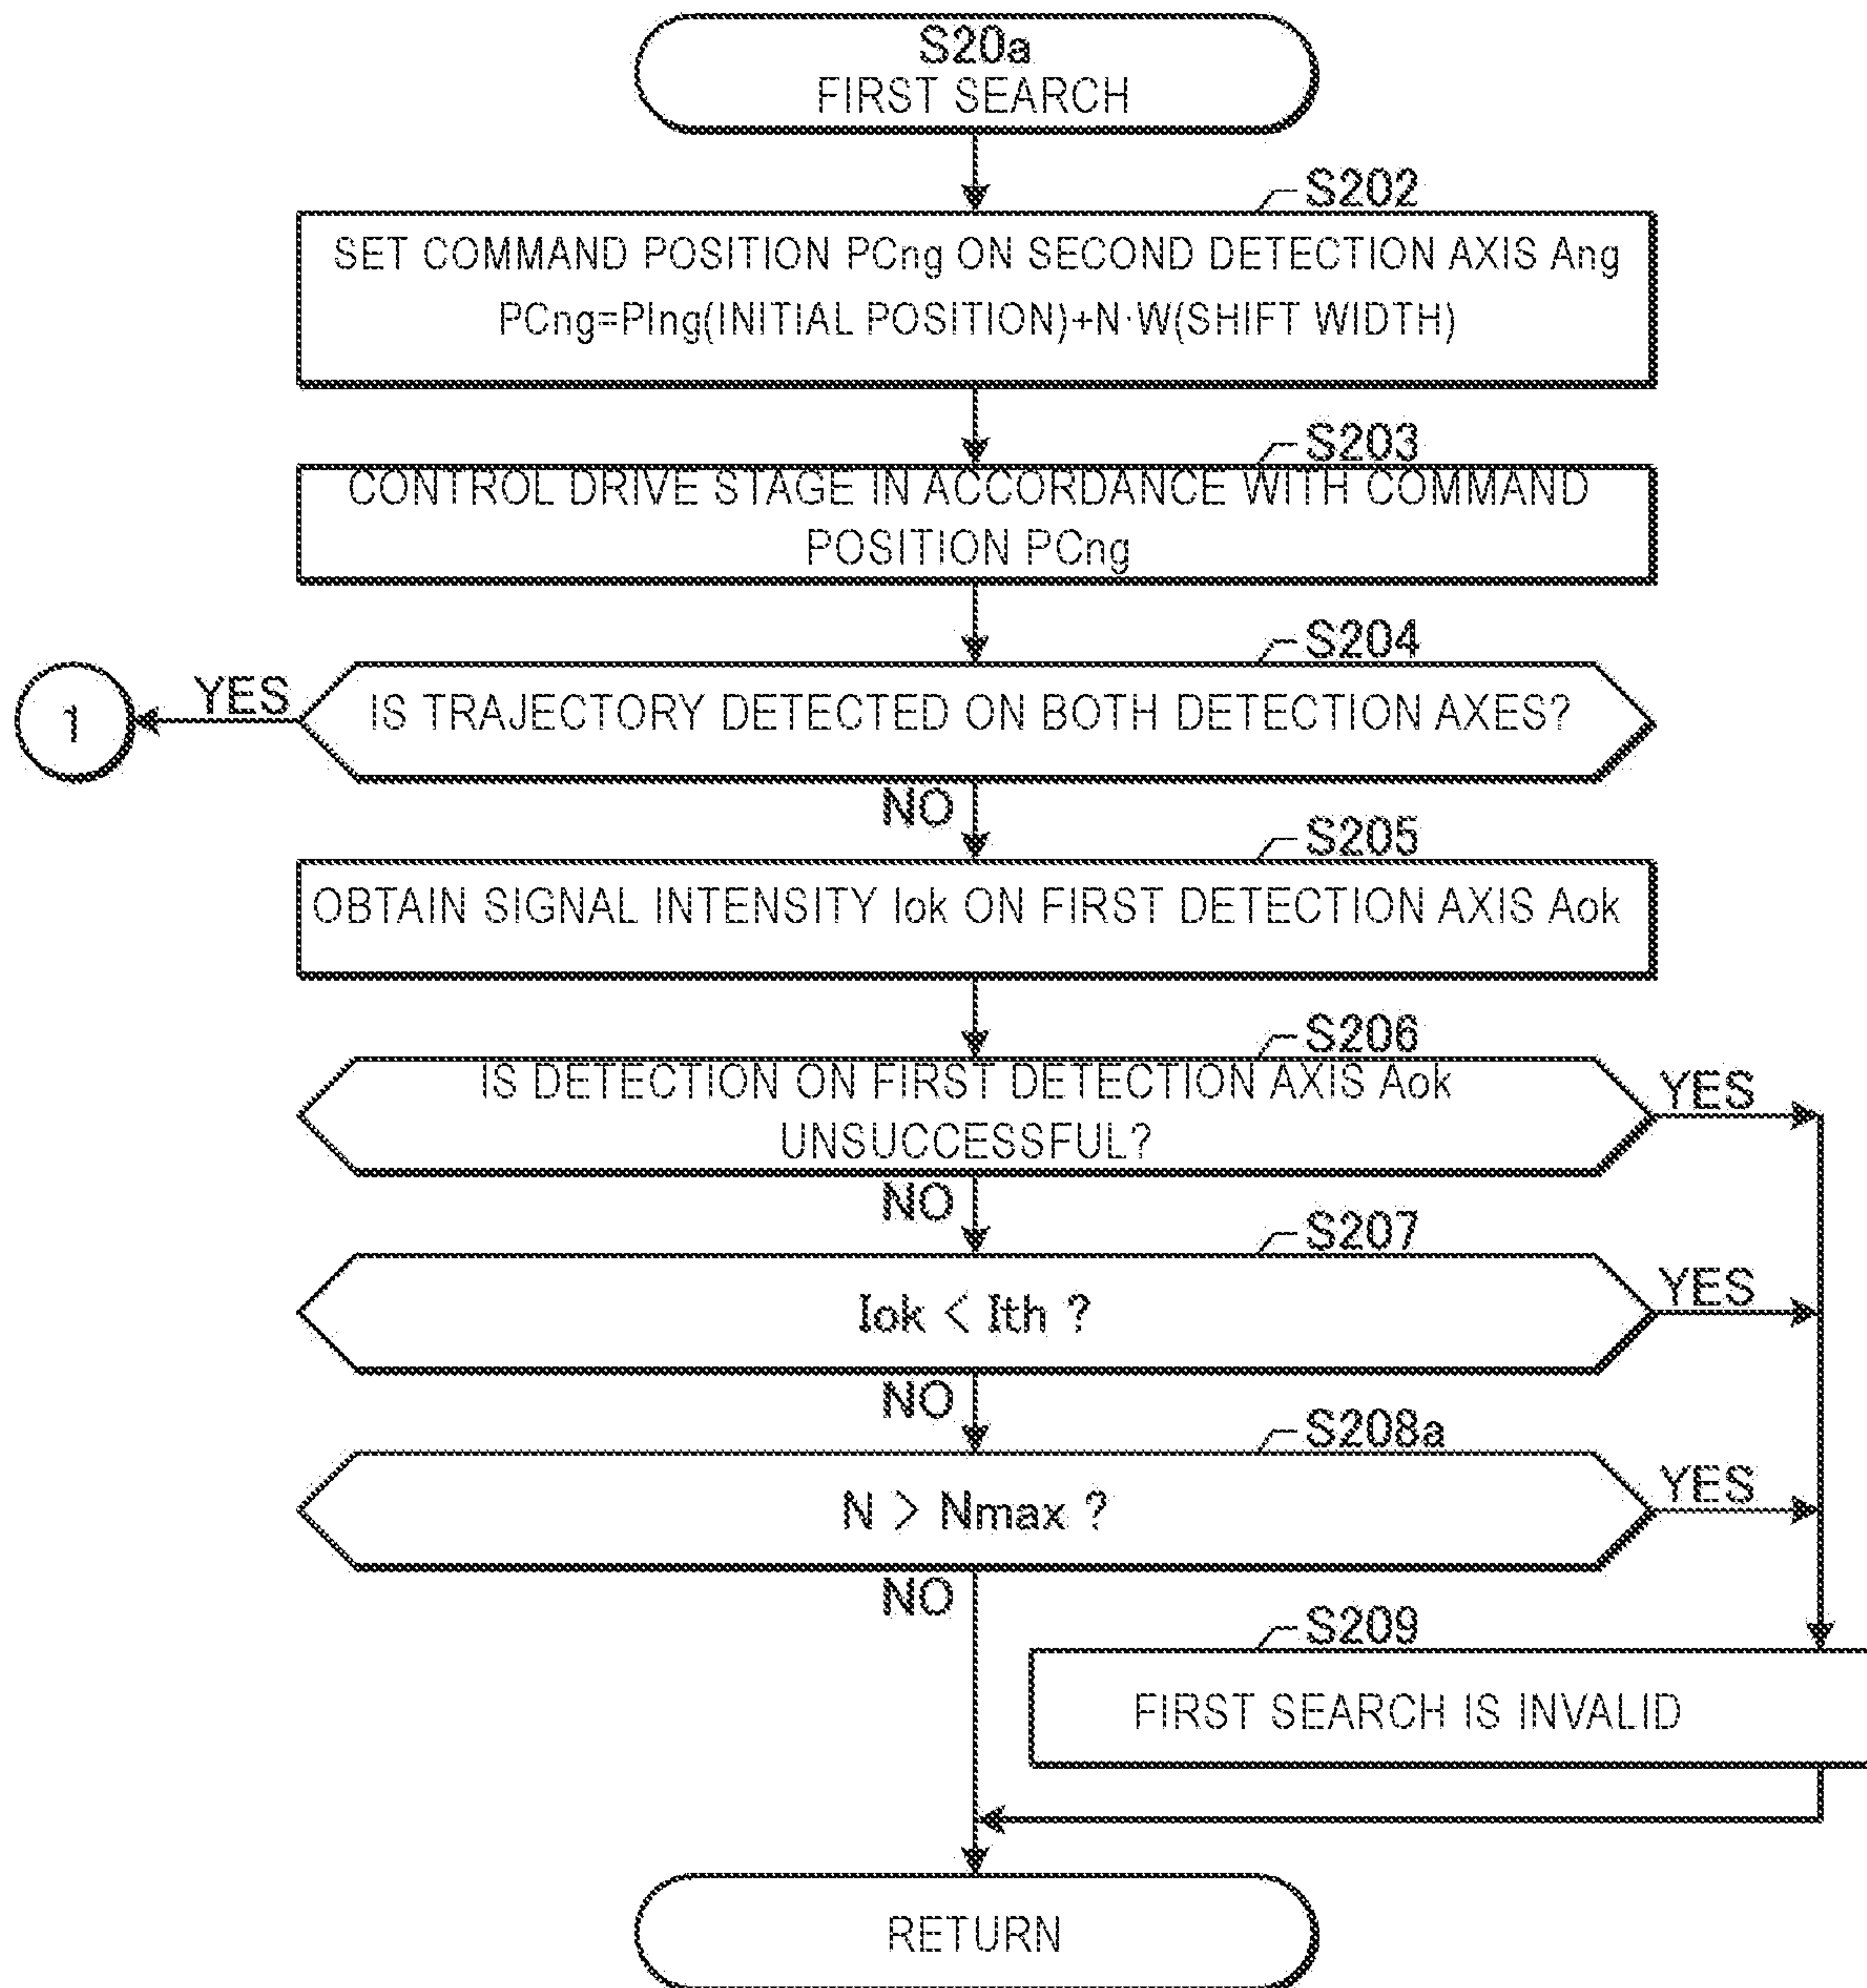 S20a
FIRST SEARCH
S202
SET COMMAND POSITION PCng ON SECOND DETECTION AXIS Ang
PCng=PIng(INITIAL POSITION)+N·W(SHIFT WIDTH)
S203
CONTROL DRIVE STAGE IN ACCORDANCE WITH COMMAND
POSITION PCng
S204
1
YES
IS TRAJECTORY DETECTED ON BOTH DETECTION AXES?
NO
S205
OBTAIN SIGNAL INTENSITY Iok ON FIRST DETECTION AXIS Aok
S206
IS DETECTION ON FIRST DETECTION AXIS Aok
UNSUCCESSFUL?
YES
NO
S207
Iok < Ith ?
YES
NO
S208a
N > Nmax ?
YES
NO
S209
FIRST SEARCH IS INVALID
RETURN